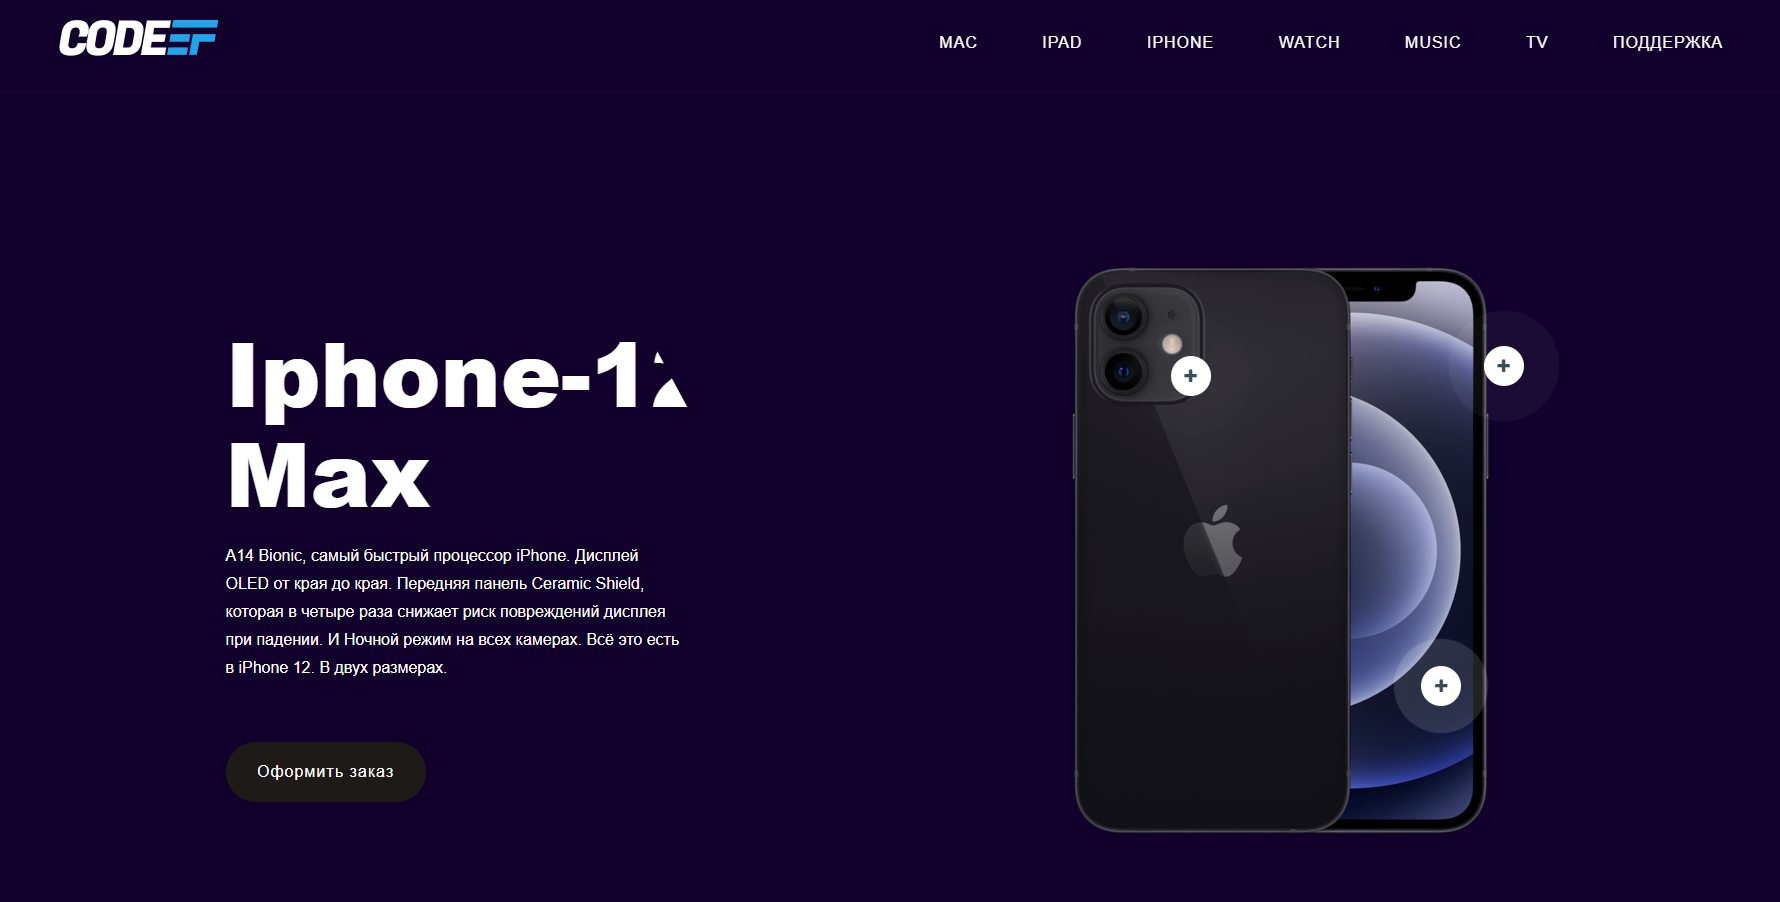 CODEEF
MAC IPAD IPHONE WATCH MUSIC TV ПОДДЕРЖКА
Iphone-1
Max
A14 Bionic, самый быстрый процессор iPhone. Дисплей
OLED от края до края. Передняя панель Ceramic Shield,
которая в четыре раза снижает риск повреждений дисплея
при падении. И Ночной режим на всех камерах. Всё это есть
в iPhone 12. В двух размерах.
Оформить заказ